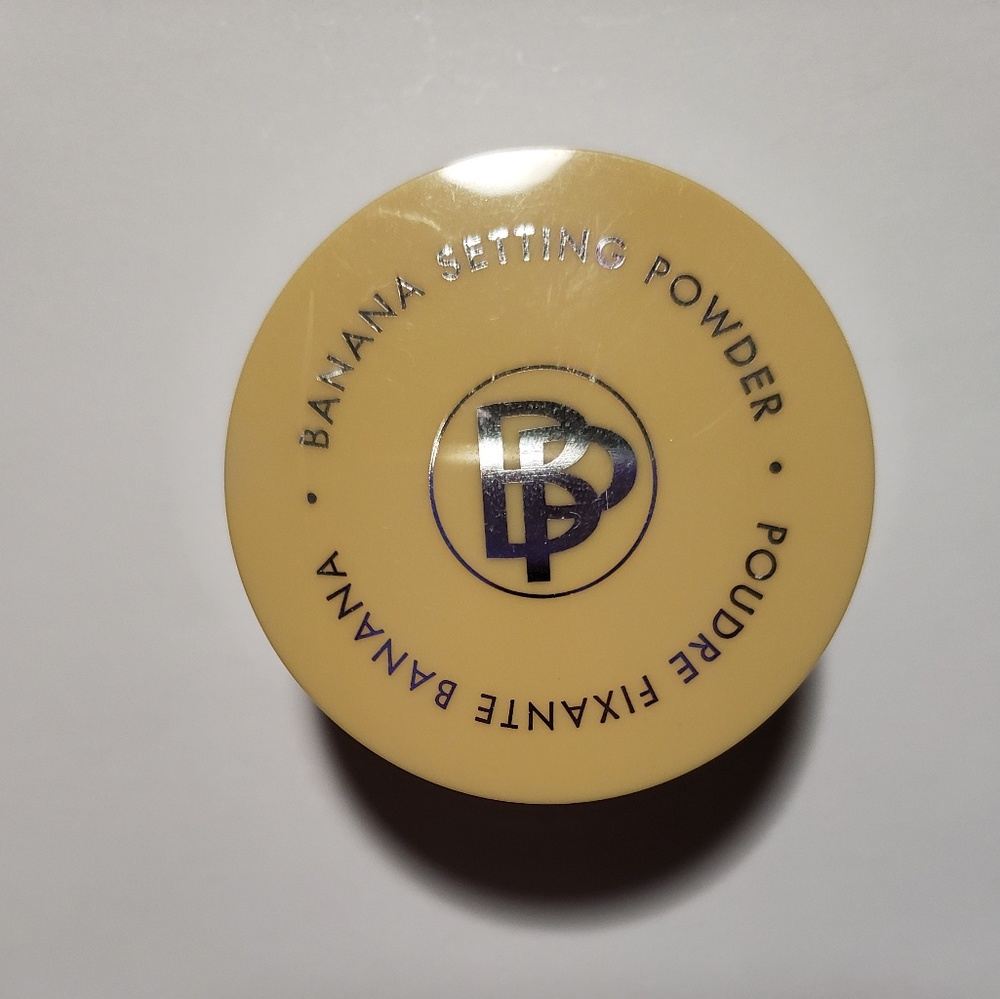 BANANA SETTING POWDER
BP
POUDRE FIXANTE BANANA